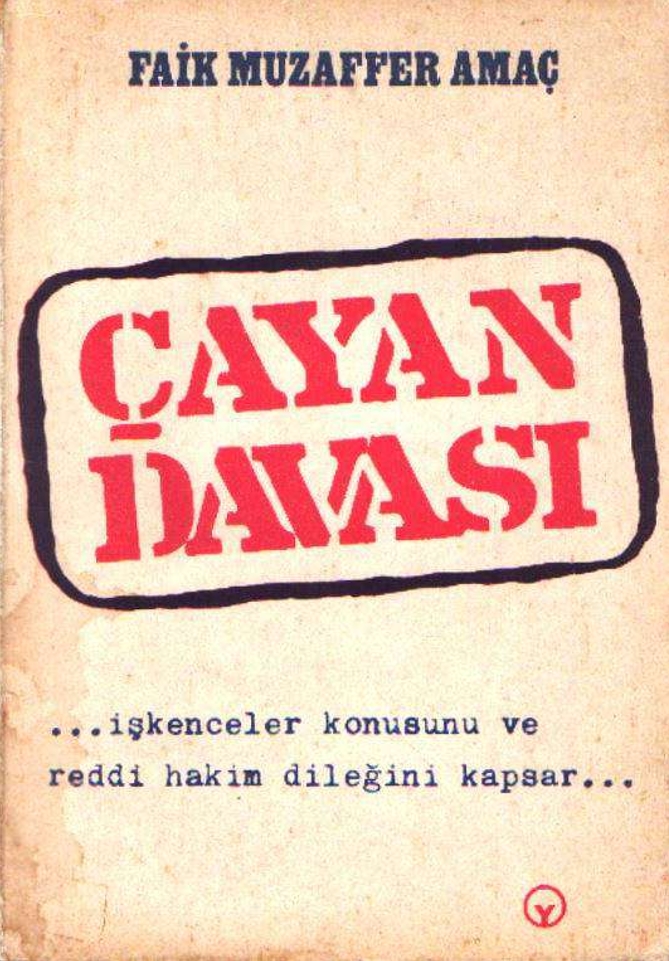 FAİK MUZAFFER AMAÇ
ÇAYAN
DAVASI
...işkenceler konusunu ve
reddi hakim dileğini kapsar...
Y